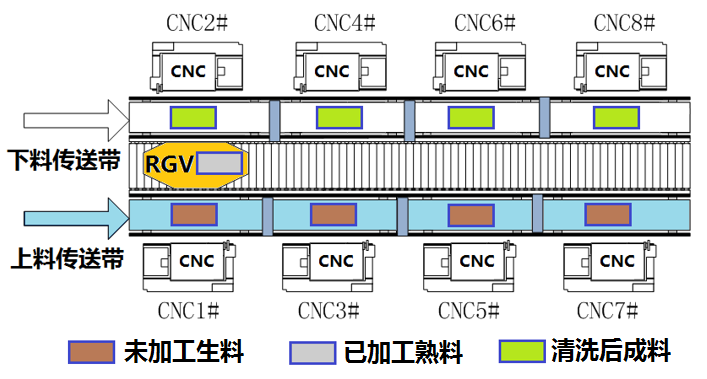 CNC2# CNC4# CNC6# CNC8#
CNC CNC CNC CNC
下料传送带
RGV
上料传送带
CNC CNC CNC CNC
CNC1# CNC3# CNC5# CNC7#
未加工生料 已加工熟料 清洗后成料